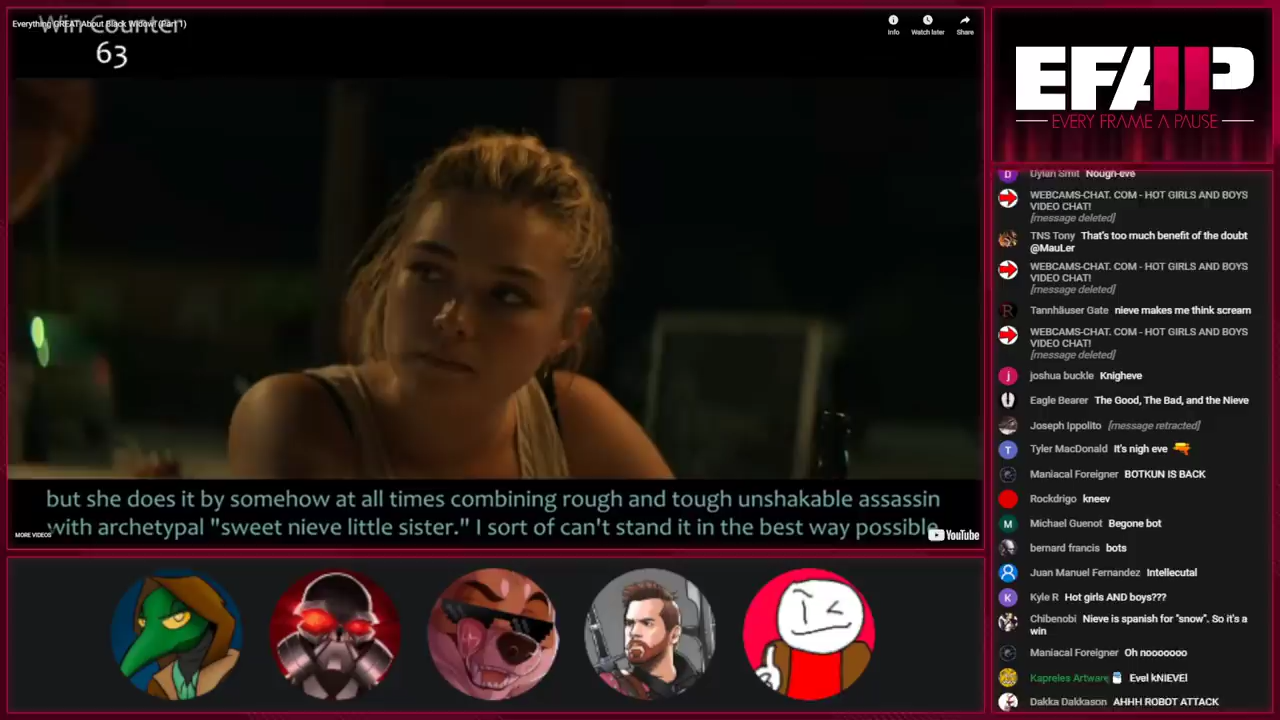 Everything GREAT About Black Widow! (Part 1)
Win Counter
63
Info
Watch later
Share
but she does it by somehow at all times combining rough and tough unshakable assassin
with archetypal "sweet nieve little sister." I sort of can't stand it in the best way possible.
MORE VIDEOS
YouTube
EFAP
EVERY FRAME A PAUSE
Dylan Smit Nough-eve
WEBCAMS-CHAT. COM - HOT GIRLS AND BOYS
VIDEO CHAT!
[message deleted]
TNS Tony That's too much benefit of the doubt
@MauLer
WEBCAMS-CHAT. COM - HOT GIRLS AND BOYS
VIDEO CHAT!
[message deleted]
Tannhäuser Gate nieve makes me think scream
WEBCAMS-CHAT. COM - HOT GIRLS AND BOYS
VIDEO CHAT!
[message deleted]
joshua buckle Knigheve
Eagle Bearer The Good, The Bad, and the Nieve
Joseph Ippolito [message retracted]
Tyler MacDonald It's nigh eve
Maniacal Foreigner BOTKUN IS BACK
Rockdrigo kneev
Michael Guenot Begone bot
bernard francis bots
Juan Manuel Fernandez Intellecutal
Kyle R Hot girls AND boys???
Chibenobi Nieve is spanish for "snow". So it's a
win
Maniacal Foreigner Oh nooooooo
Kapreles Artware Evel kNIEVEl
Dakka Dakkason AHHH ROBOT ATTACK